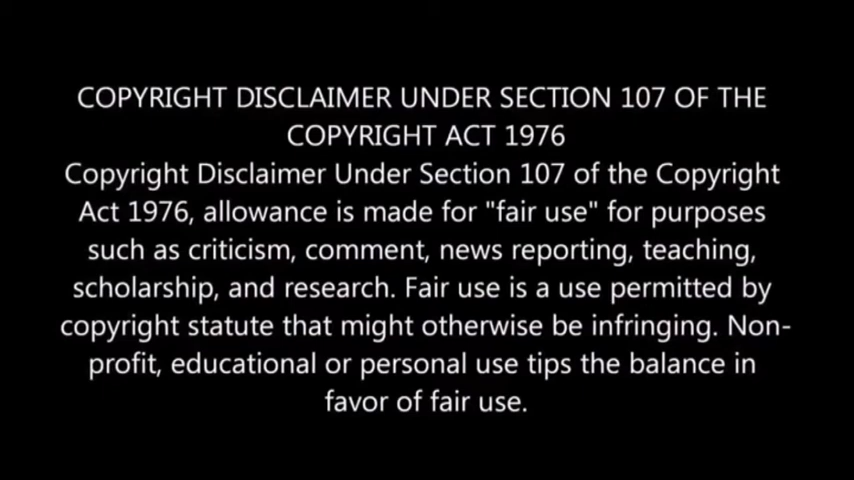 COPYRIGHT DISCLAIMER UNDER SECTION 107 OF THE
COPYRIGHT ACT 1976
Copyright Disclaimer Under Section 107 of the Copyright
Act 1976, allowance is made for "fair use" for purposes
such as criticism, comment, news reporting, teaching,
scholarship, and research. Fair use is a use permitted by
copyright statute that might otherwise be infringing. Non-
profit, educational or personal use tips the balance in
favor of fair use.